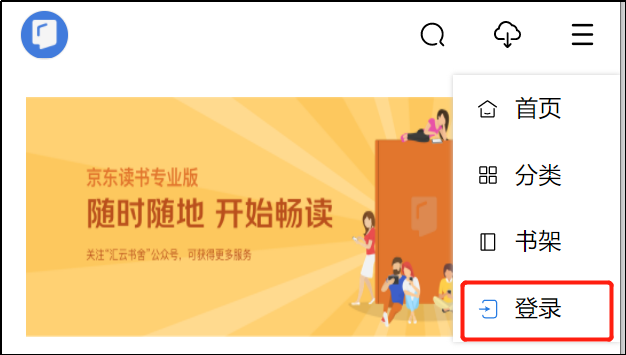 首页
分类
书架
登录
京东读书专业版
随时随地 开始畅读
关注“汇云书舍”公众号，可获得更多服务